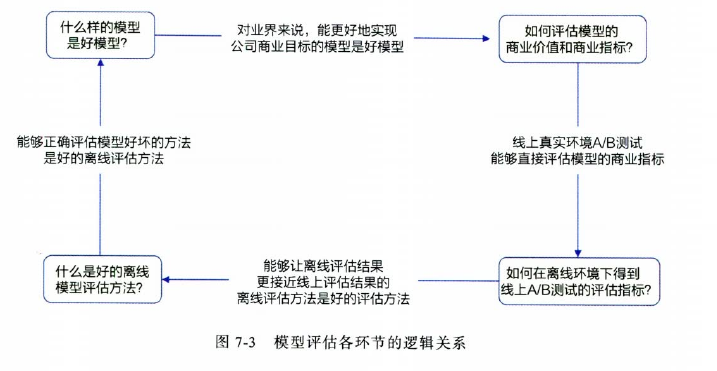 什么样的模型
是好模型?
对业界来说，能更好地实现
公司商业目标的模型是好模型
如何评估模型的
商业价值和商业指标?
能够正确评估模型好坏的方法
是好的离线评估方法
线上真实环境A/B测试
能够直接评估模型的商业指标
什么是好的离线
模型评估方法?
能够让离线评估结果
更接近线上评估结果的
离线评估方法是好的评估方法
如何在离线环境下得到
线上A/B测试的评估指标?
图 7-3 模型评估各环节的逻辑关系